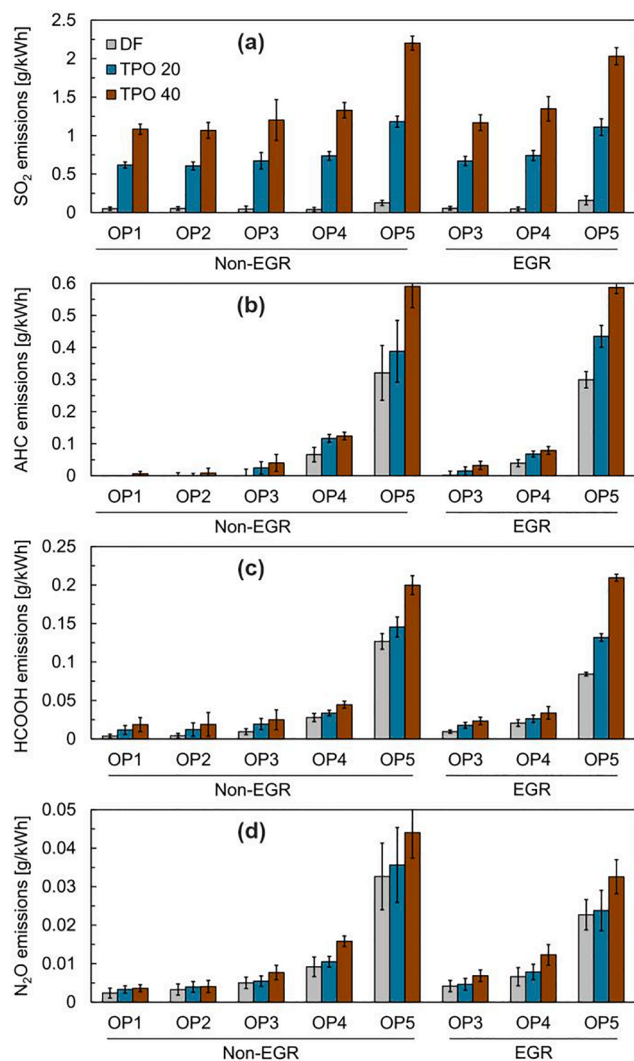 (a)
DF
TPO 20
TPO 40
SO₂ emissions [g/kWh]
2.5
2
1.5
1
0.5
0
OP1 OP2 OP3 OP4 OP5 OP3 OP4 OP5
Non-EGR EGR
(b)
AHC emissions [g/kWh]
0.6
0.5
0.4
0.3
0.2
0.1
0
OP1 OP2 OP3 OP4 OP5 OP3 OP4 OP5
Non-EGR EGR
(c)
HCOOH emissions [g/kWh]
0.25
0.2
0.15
0.1
0.05
0
OP1 OP2 OP3 OP4 OP5 OP3 OP4 OP5
Non-EGR EGR
(d)
N₂O emissions [g/kWh]
0.05
0.04
0.03
0.02
0.01
0
OP1 OP2 OP3 OP4 OP5 OP3 OP4 OP5
Non-EGR EGR